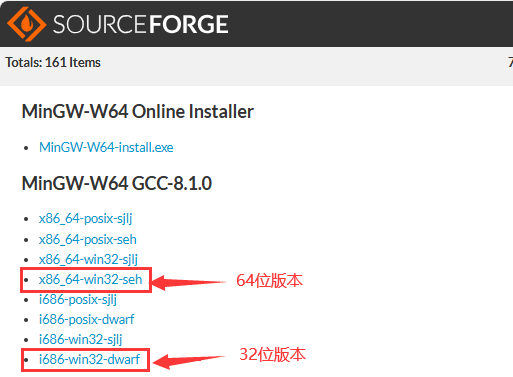 SOURCEFORGE
Totals: 161 Items
7
MinGW-W64 Online Installer
MinGW-W64-install.exe
MinGW-W64 GCC-8.1.0
x86_64-posix-sjlj
x86_64-posix-seh
x86_64-win32-sjlj
x86_64-win32-seh 64位版本
i686-posix-sjlj
i686-posix-dwarf
i686-win32-sjlj
i686-win32-dwarf 32位版本